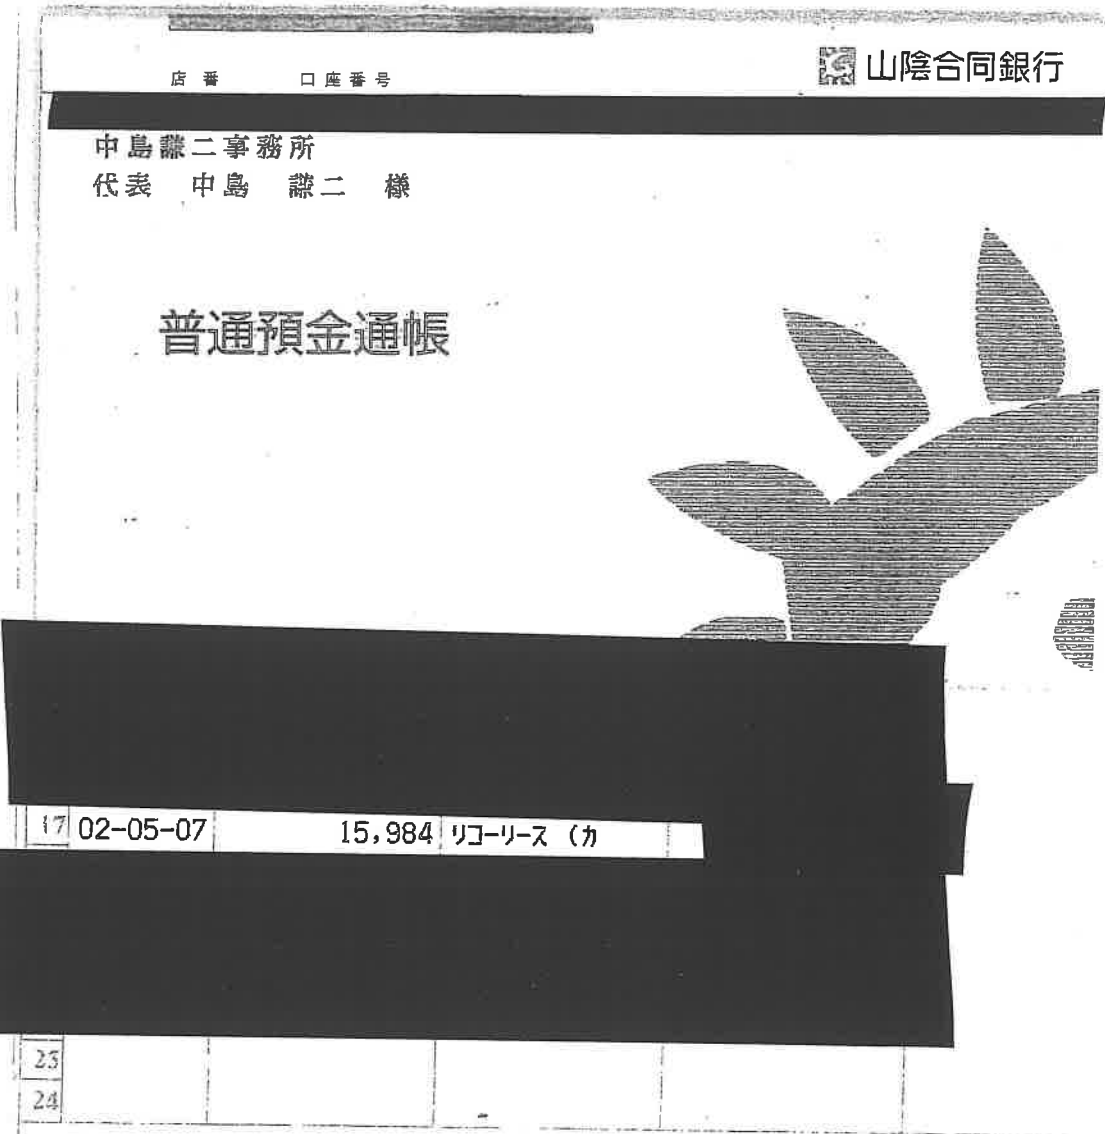 山陰合同銀行
店番 口座番号
中島謙二事務所
代表 中島 謙二 様
普通預金通帳
17 02-05-07 15,984 リコーリース (カ
23
24